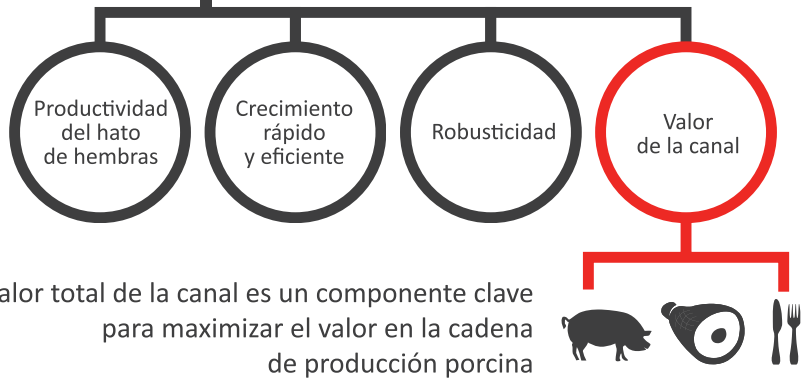 Productividad
del hato
de hembras
Crecimiento
rápido
y eficiente
Robusticidad
Valor
de la canal
alor total de la canal es un componente clave
para maximizar el valor en la cadena
de producción porcina